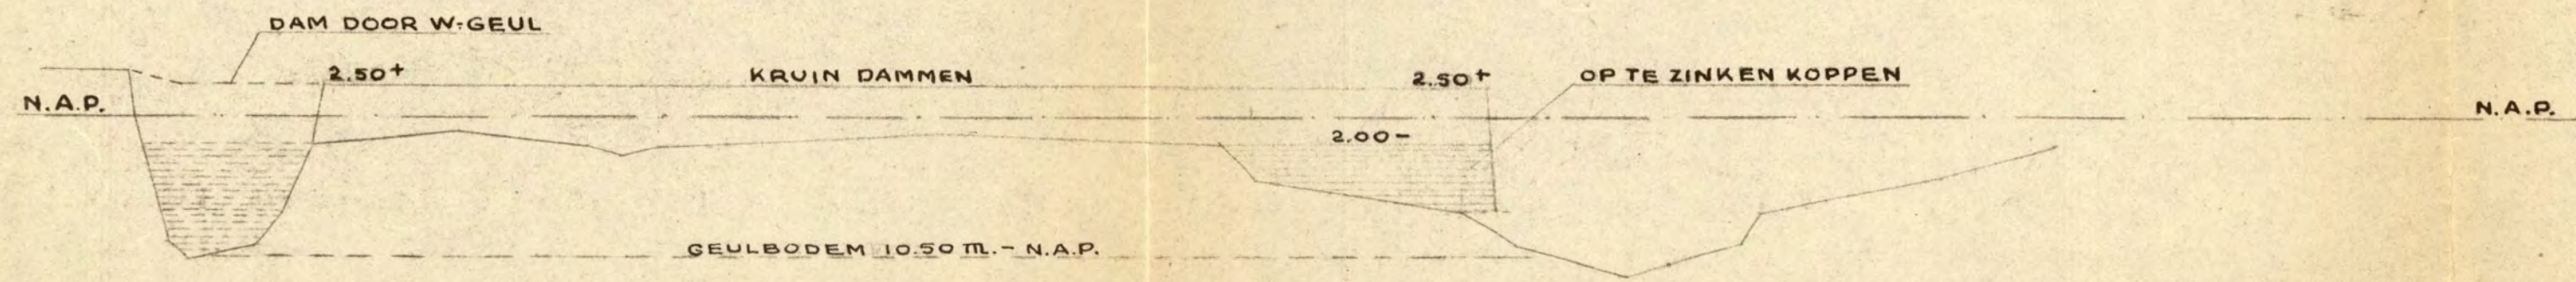 DAM DOOR W-GEUL
2.50+
KRUIN DAMMEN
2.50+
OP TE ZINKEN KOPPEN
N.A.P.
N.A.P.
2.00-
GEULBODEM 10.50 m. - N.A.P.